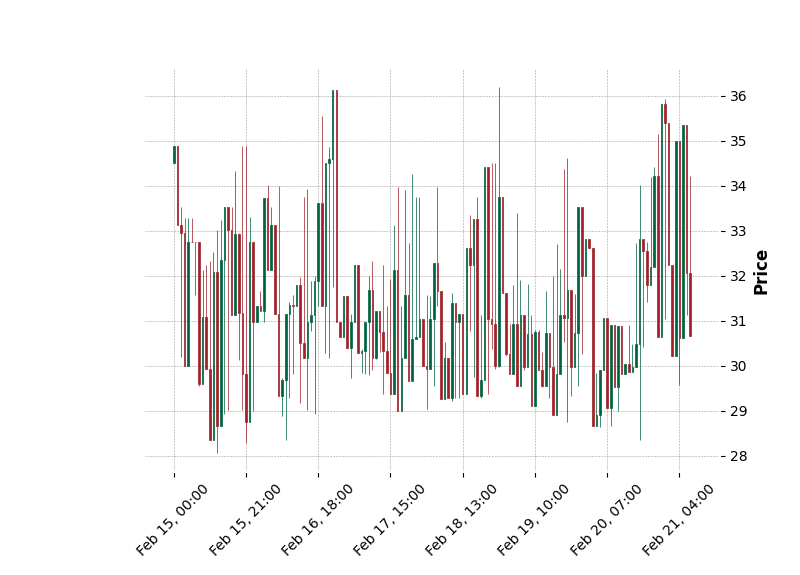 36
35
34
33
32
31
30
29
28
Price
Feb 15, 00:00
Feb 15, 21:00
Feb 16, 18:00
Feb 17, 15:00
Feb 18, 13:00
Feb 19, 10:00
Feb 20, 07:00
Feb 21, 04:00